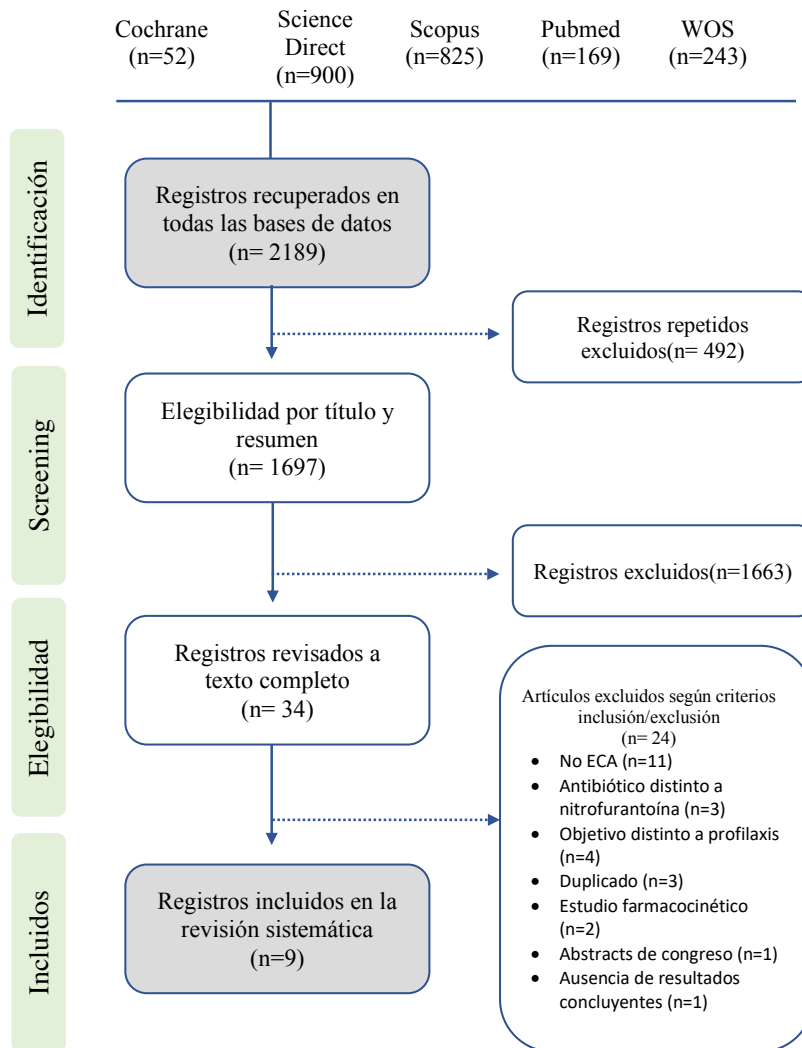 Cochrane
(n=52)
Science
Direct
(n=900)
Scopus
(n=825)
Pubmed
(n=169)
WOS
(n=243)
Identificación
Registros recuperados en
todas las bases de datos
(n= 2189)
Registros repetidos
excluidos(n= 492)
Screening
Elegibilidad por título y
resumen
(n= 1697)
Registros excluidos(n=1663)
Elegibilidad
Registros revisados a
texto completo
(n= 34)
Artículos excluidos según criterios
inclusión/exclusión
(n= 24)
• No ECA (n=11)
• Antibiótico distinto a
nitrofurantoína (n=3)
• Objetivo distinto a profilaxis
(n=4)
• Duplicado (n=3)
• Estudio farmacocinético
(n=2)
• Abstracts de congreso (n=1)
• Ausencia de resultados
concluyentes (n=1)
Incluidos
Registros incluidos en la
revisión sistemática
(n=9)